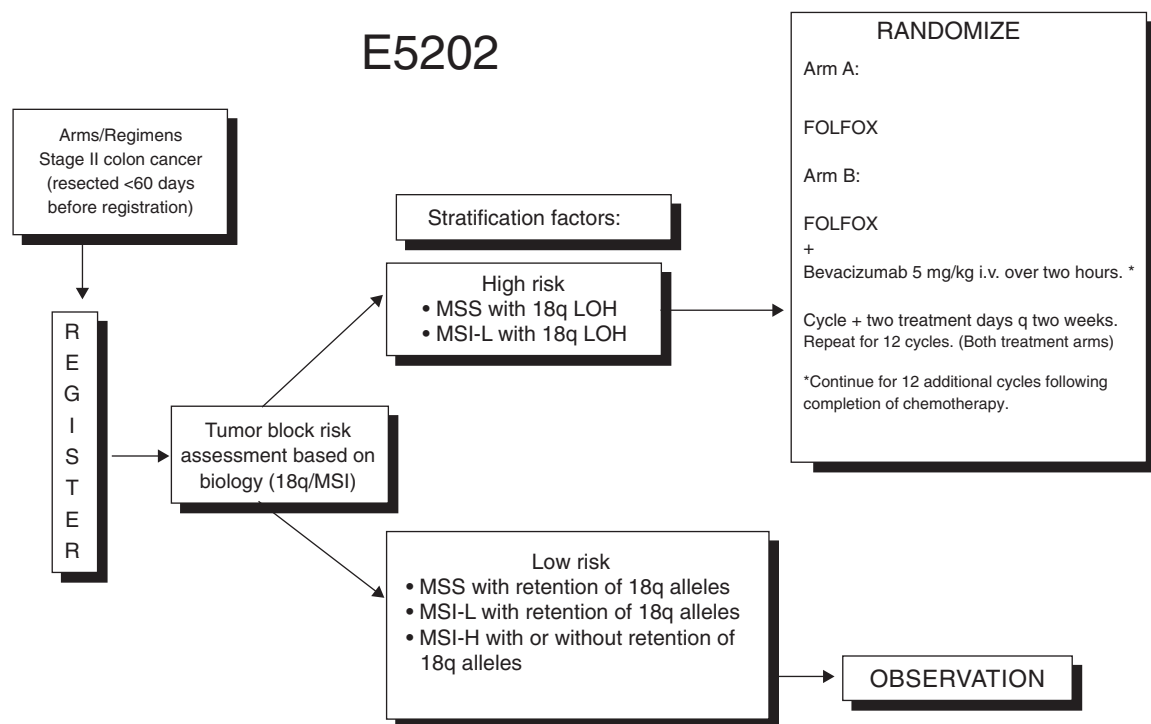 E5202
Arms/Regimens
Stage II colon cancer
(resected <60 days
before registration)
REGISTER
Tumor block risk
assessment based on
biology (18q/MSI)
Stratification factors:
High risk
• MSS with 18q LOH
• MSI-L with 18q LOH
Low risk
• MSS with retention of 18q alleles
• MSI-L with retention of 18q alleles
• MSI-H with or without retention of
18q alleles
RANDOMIZE
Arm A:
FOLFOX
Arm B:
FOLFOX
+
Bevacizumab 5 mg/kg i.v. over two hours. *
Cycle + two treatment days q two weeks.
Repeat for 12 cycles. (Both treatment arms)
*Continue for 12 additional cycles following
completion of chemotherapy.
OBSERVATION